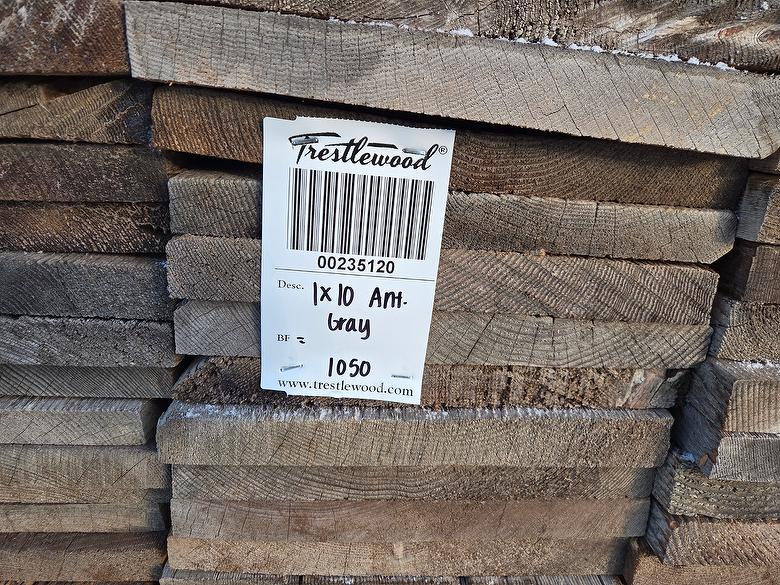 Trestlewood®
00235120
Desc. 1x10 Ant.
Gray
BF =
1050
www.trestlewood.com